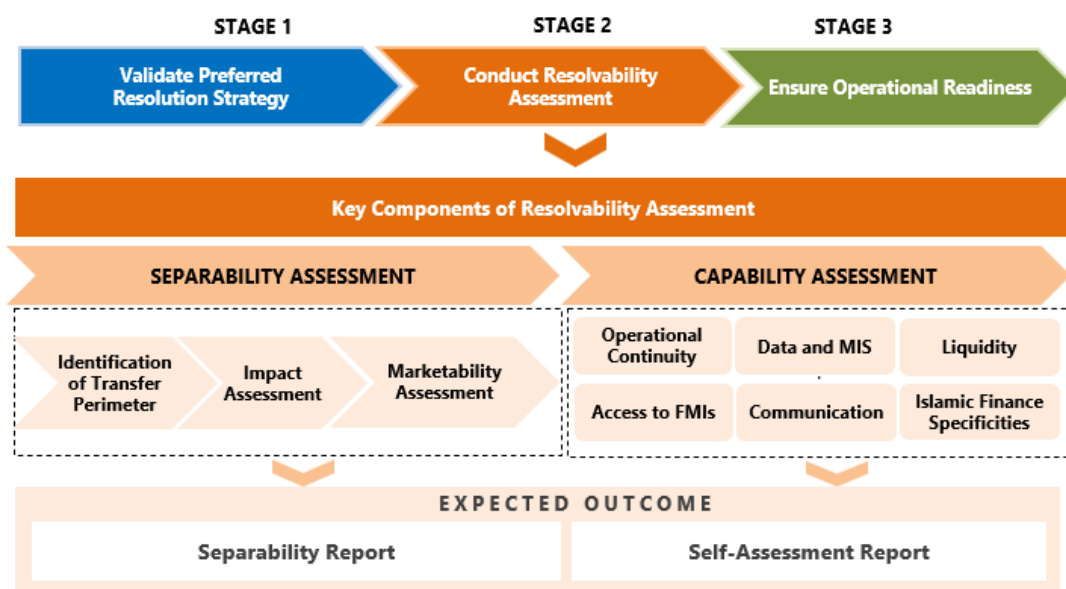 STAGE 1
STAGE 2
STAGE 3
Validate Preferred
Resolution Strategy
Conduct Resolvability
Assessment
Ensure Operational Readiness
Key Components of Resolvability Assessment
SEPARABILITY ASSESSMENT
CAPABILITY ASSESSMENT
Identification
of Transfer
Perimeter
Impact
Assessment
Marketability
Assessment
Operational
Continuity
Data and MIS
Liquidity
Access to FMIs
Communication
Islamic Finance
Specificities
EXPECTED OUTCOME
Separability Report
Self-Assessment Report